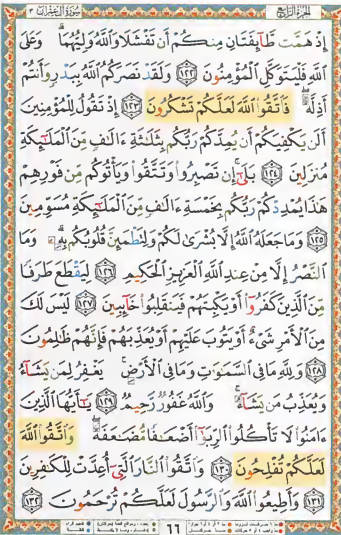 الجزء الرابع سورة آل عمران ٣
إِذْ هَمَّت طَّآئِفَتَانِ مِنكُمْ أَن تَفْشَلَا وَٱللَّهُ وَلِيُّهُمَا ۗ وَعَلَى
ٱللَّهِ فَلْيَتَوَكَّلِ ٱلْمُؤْمِنُونَ ١٢٢ وَلَقَدْ نَصَرَكُمُ ٱللَّهُ بِبَدْرٍ وَأَنتُمْ
أَذِلَّةٌ ۖ فَٱتَّقُوا۟ ٱللَّهَ لَعَلَّكُمْ تَشْكُرُونَ ١٢٣ إِذْ تَقُولُ لِلْمُؤْمِنِينَ
أَلَن يَكْفِيَكُمْ أَن يُمِدَّكُمْ رَبُّكُم بِثَلَـٰثَةِ ءَالَـٰفٍ مِّنَ ٱلْمَلَـٰٓئِكَةِ
مُنزَلِينَ ١٢٤ بَلَىٰٓ ۚ إِن تَصْبِرُوا۟ وَتَتَّقُوا۟ وَيَأْتُوكُم مِّن فَوْرِهِمْ
هَـٰذَا يُمْدِدْكُمْ رَبُّكُم بِخَمْسَةِ ءَالَـٰفٍ مِّنَ ٱلْمَلَـٰٓئِكَةِ مُسَوِّمِينَ
١٢٥ وَمَا جَعَلَهُ ٱللَّهُ إِلَّا بُشْرَىٰ لَكُمْ وَلِتَطْمَئِنَّ قُلُوبُكُم بِهِۦ ۗ وَمَا
ٱلنَّصْرُ إِلَّا مِنْ عِندِ ٱللَّهِ ٱلْعَزِيزِ ٱلْحَكِيمِ ١٢٦ لِيَقْطَعَ طَرَفًا
مِّنَ ٱلَّذِينَ كَفَرُوٓا۟ أَوْ يَكْبِتَهُمْ فَيَنقَلِبُوا۟ خَآئِبِينَ ١٢٧ لَيْسَ لَكَ
مِنَ ٱلْأَمْرِ شَىْءٌ أَوْ يَتُوبَ عَلَيْهِمْ أَوْ يُعَذِّبَهُمْ فَإِنَّهُمْ ظَـٰلِمُونَ
١٢٨ وَلِلَّهِ مَا فِى ٱلسَّمَـٰوَٰتِ وَمَا فِى ٱلْأَرْضِ ۚ يَغْفِرُ لِمَن يَشَآءُ
وَيُعَذِّبُ مَن يَشَآءُ ۚ وَٱللَّهُ غَفُورٌ رَّحِيمٌ ١٢٩ يَـٰٓأَيُّهَا ٱلَّذِينَ
ءَامَنُوا۟ لَا تَأْكُلُوا۟ ٱلرِّبَوٰٓا۟ أَضْعَـٰفًا مُّضَـٰعَفَةً ۖ وَٱتَّقُوا۟ ٱللَّهَ
لَعَلَّكُمْ تُفْلِحُونَ ١٣٠ وَٱتَّقُوا۟ ٱلنَّارَ ٱلَّتِىٓ أُعِدَّتْ لِلْكَـٰفِرِينَ
١٣١ وَأَطِيعُوا۟ ٱللَّهَ وَٱلرَّسُولَ لَعَلَّكُمْ تُرْحَمُونَ ١٣٢
٦٦